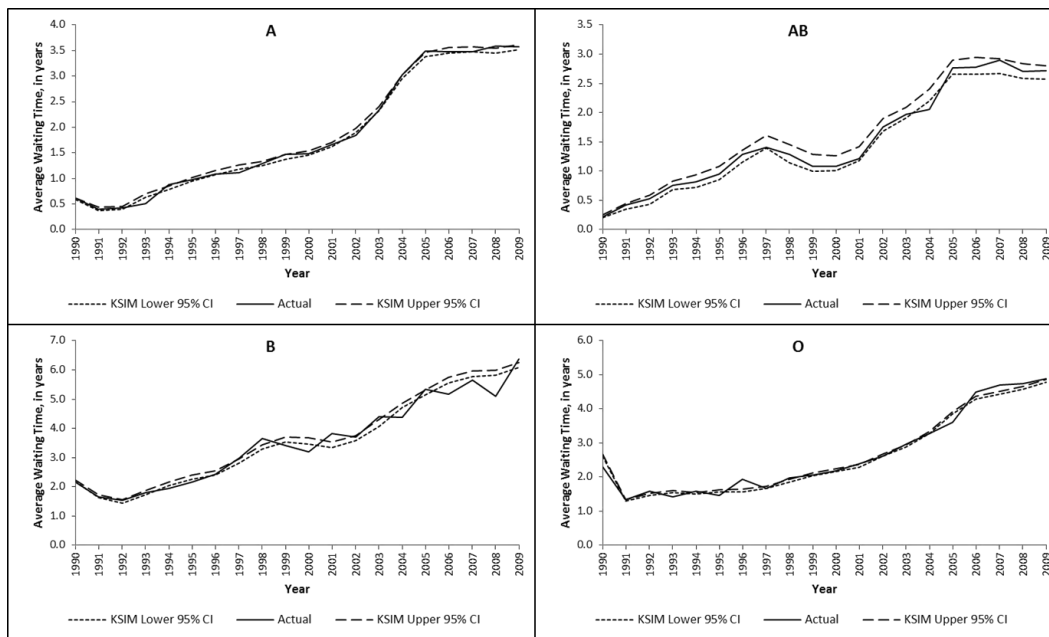 A
Average Waiting Time, in years
4.0
3.5
3.0
2.5
2.0
1.5
1.0
0.5
0.0
1990 1991 1992 1993 1994 1995 1996 1997 1998 1999 2000 2001 2002 2003 2004 2005 2006 2007 2008 2009
Year
KSIM Lower 95% CI Actual KSIM Upper 95% CI
AB
Average Waiting Time, in years
3.5
3.0
2.5
2.0
1.5
1.0
0.5
0.0
1990 1991 1992 1993 1994 1995 1996 1997 1998 1999 2000 2001 2002 2003 2004 2005 2006 2007 2008 2009
Year
KSIM Lower 95% CI Actual KSIM Upper 95% CI
B
Average Waiting Time, in years
7.0
6.0
5.0
4.0
3.0
2.0
1.0
0.0
1990 1991 1992 1993 1994 1995 1996 1997 1998 1999 2000 2001 2002 2003 2004 2005 2006 2007 2008 2009
Year
KSIM Lower 95% CI Actual KSIM Upper 95% CI
O
Average Waiting Time, in years
6.0
5.0
4.0
3.0
2.0
1.0
0.0
1990 1991 1992 1993 1994 1995 1996 1997 1998 1999 2000 2001 2002 2003 2004 2005 2006 2007 2008 2009
Year
KSIM Lower 95% CI Actual KSIM Upper 95% CI